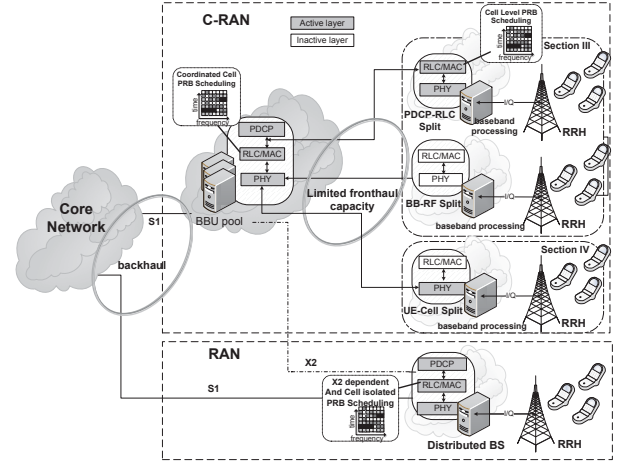 C-RAN
Active layer
Inactive layer
Cell Level PRB
Scheduling
time
frequency
Section III
Coordinated Cell
PRB Scheduling
time
frequency
RLC/MAC
PHY
PDCP-RLC
Split
I/Q
baseband
processing
RRH
PDCP
RLC/MAC
PHY
BBU pool
Limited fronthaul
capacity
RLC/MAC
PHY
BB-RF Split
I/Q
baseband processing
RRH
Core
Network
S1
backhaul
Section IV
RLC/MAC
PHY
UE-Cell Split
I/Q
baseband processing
RRH
RAN
X2
S1
X2 dependent
And Cell isolated
PRB Scheduling
time
frequency
PDCP
RLC/MAC
PHY
I/Q
Distributed BS
RRH